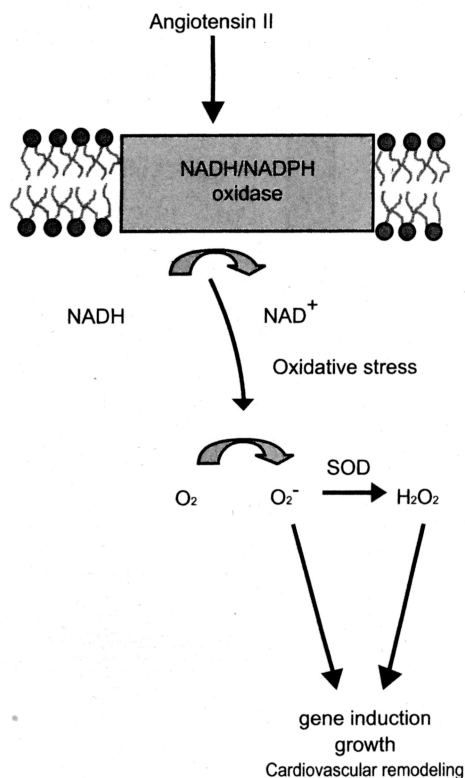 Angiotensin II
NADH/NADPH
oxidase
NADH
NAD⁺
Oxidative stress
SOD
O₂
O₂⁻
H₂O₂
gene induction
growth
Cardiovascular remodeling